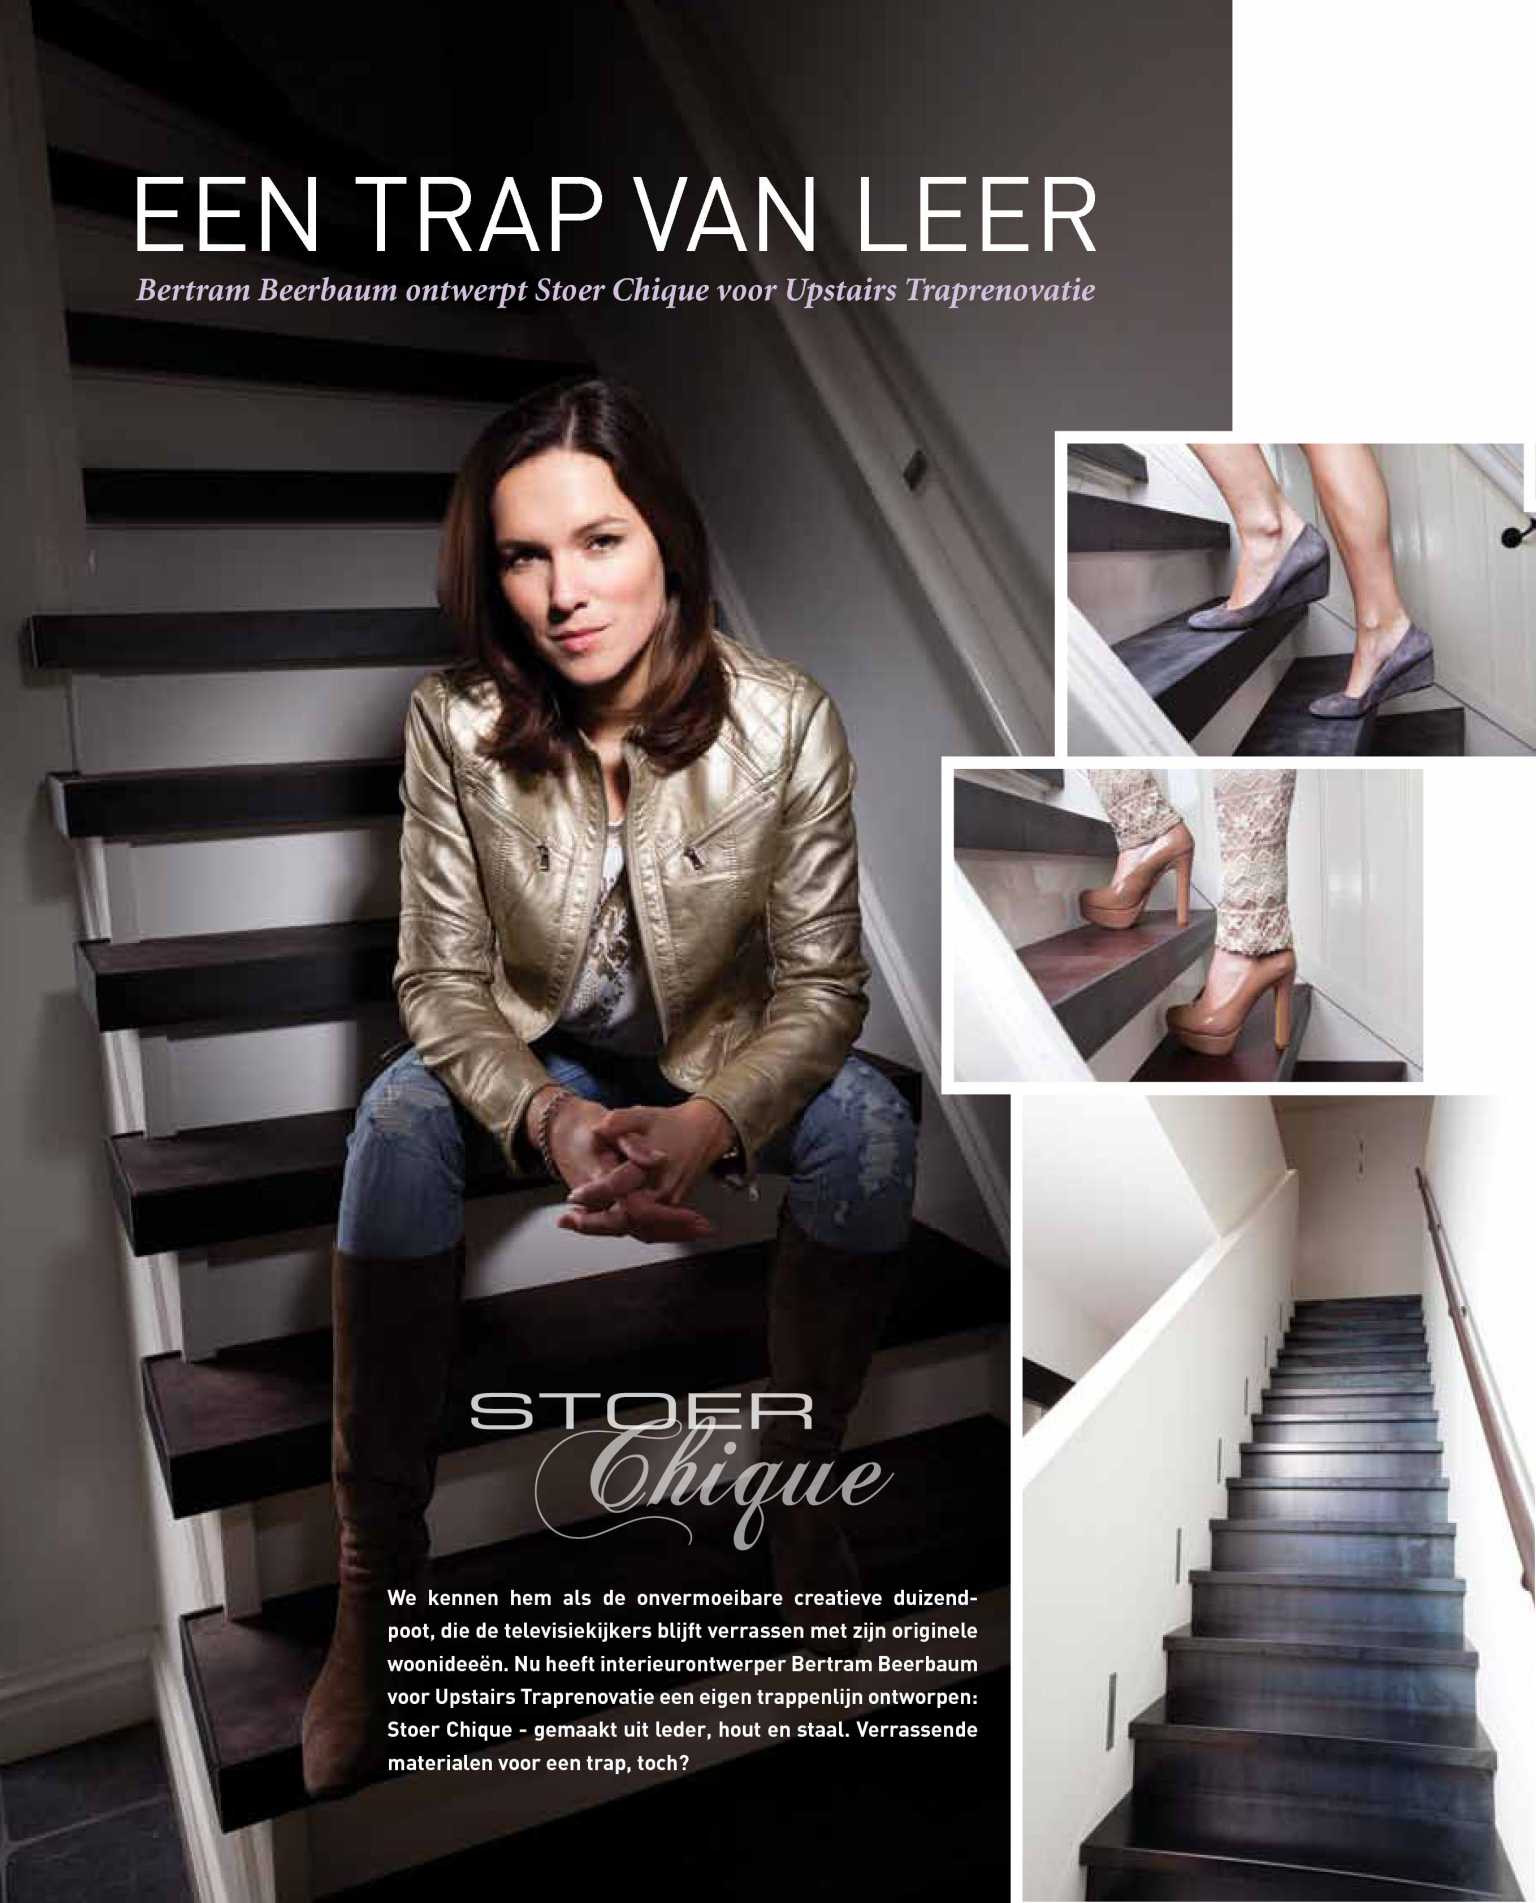 EEN TRAP VAN LEER
Bertram Beerbaum ontwerpt Stoer Chique voor Upstairs Traprenovatie
STOER
Chique
We kennen hem als de onvermoeibare creatieve duizend-
poot, die de televisiekijkers blijft verrassen met zijn originele
woonideeën. Nu heeft interieurontwerper Bertram Beerbaum
voor Upstairs Traprenovatie een eigen trappenlijn ontworpen:
Stoer Chique - gemaakt uit leder, hout en staal. Verrassende
materialen voor een trap, toch?